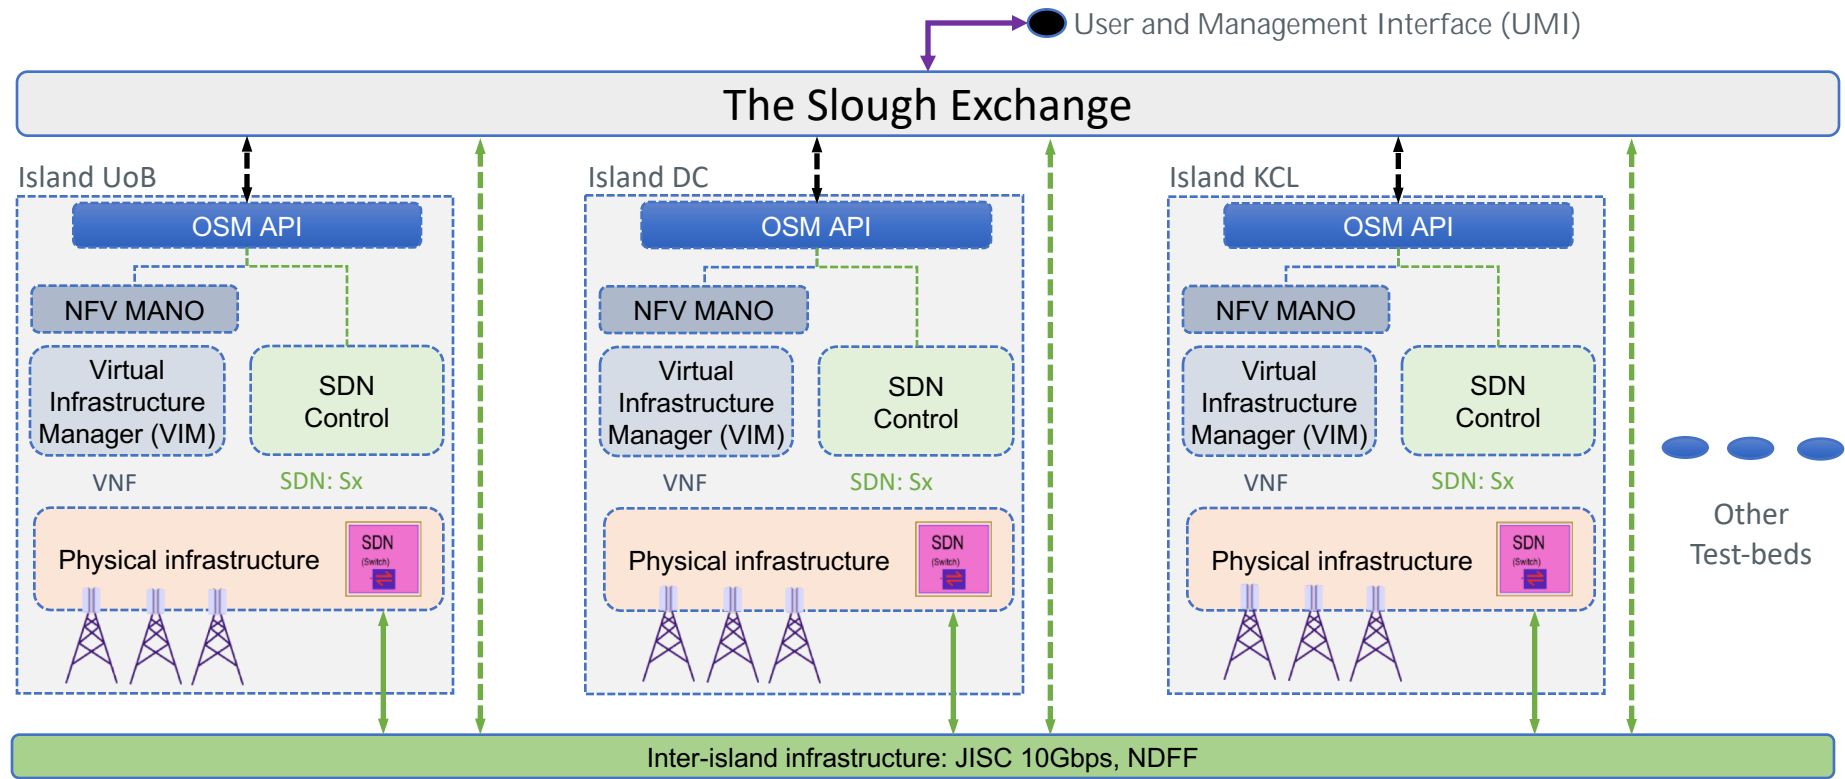 User and Management Interface (UMI)
The Slough Exchange
Island UoB
OSM API
NFV MANO
Virtual
Infrastructure
Manager (VIM)
SDN
Control
VNF
SDN: Sx
Physical infrastructure
SDN
(Switch)
Island DC
OSM API
NFV MANO
Virtual
Infrastructure
Manager (VIM)
SDN
Control
VNF
SDN: Sx
Physical infrastructure
SDN
(Switch)
Island KCL
OSM API
NFV MANO
Virtual
Infrastructure
Manager (VIM)
SDN
Control
VNF
SDN: Sx
Physical infrastructure
SDN
(Switch)
Other
Test-beds
Inter-island infrastructure: JISC 10Gbps, NDFF